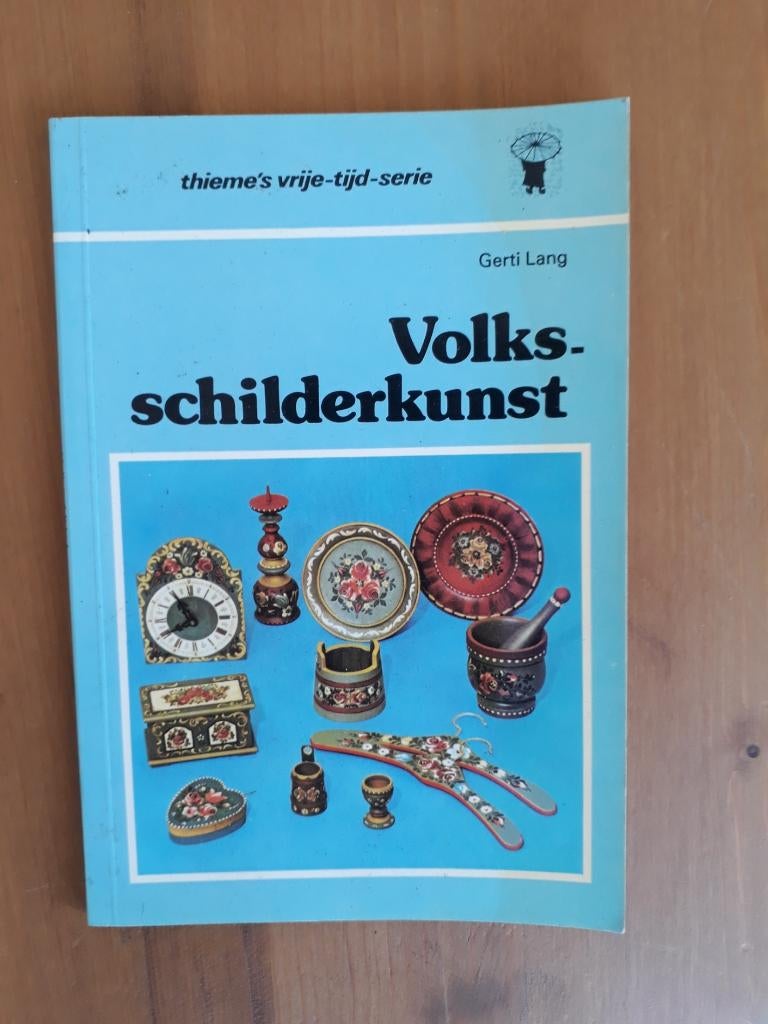 thieme's vrije-tijd-serie
Gerti Lang
Volks-
schilderkunst